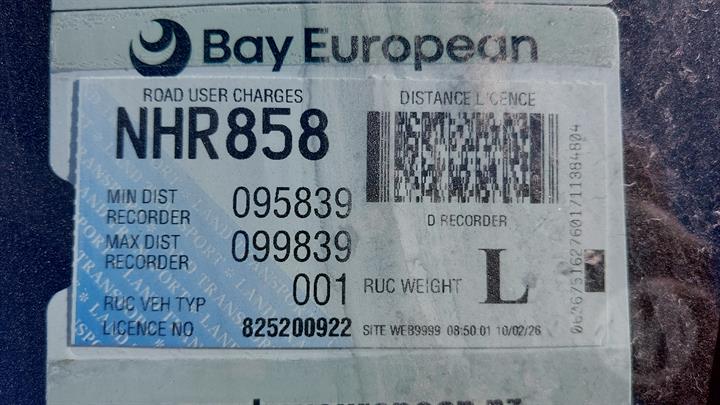 Bay European
ROAD USER CHARGES
NHR858
DISTANCE LICENCE
MIN DIST RECORDER 095839
MAX DIST RECORDER 099839
D RECORDER
RUC VEH TYP 001
RUC WEIGHT L
LICENCE NO 825200922
SITE WEB9999 08:50:01 10/02/26